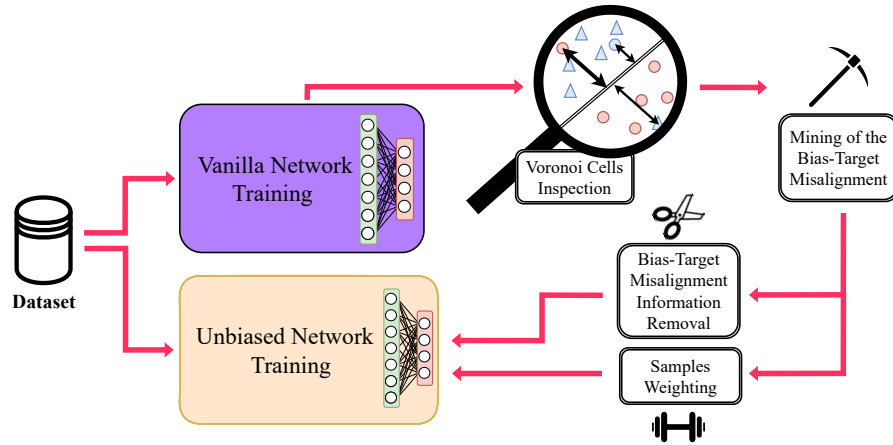 Vanilla Network
Training
Voronoi Cells
Inspection
Mining of the
Bias-Target
Misalignment
Dataset
Bias-Target
Misalignment
Information
Removal
Unbiased Network
Training
Samples
Weighting